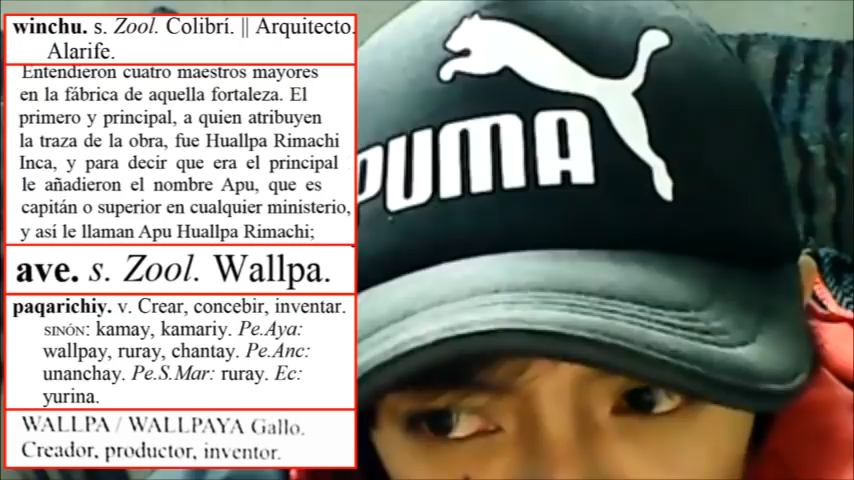 winchu. s. Zool. Colibrí. || Arquitecto.
Alarife.
Entendieron cuatro maestros mayores
en la fábrica de aquella fortaleza. El
primero y principal, a quien atribuyen
la traza de la obra, fue Huallpa Rimachi
Inca, y para decir que era el principal
le añadieron el nombre Apu, que es
capitán o superior en cualquier ministerio,
y así le llaman Apu Huallpa Rimachi;
ave. s. Zool. Wallpa.
paqarichiy. v. Crear, concebir, inventar.
SINÓN: kamay, kamariy. Pe.Aya:
wallpay, ruray, chantay. Pe.Anc:
unanchay. Pe.S.Mar: ruray. Ec:
yurina.
WALLPA / WALLPAYA Gallo.
Creador, productor, inventor.
PUMA